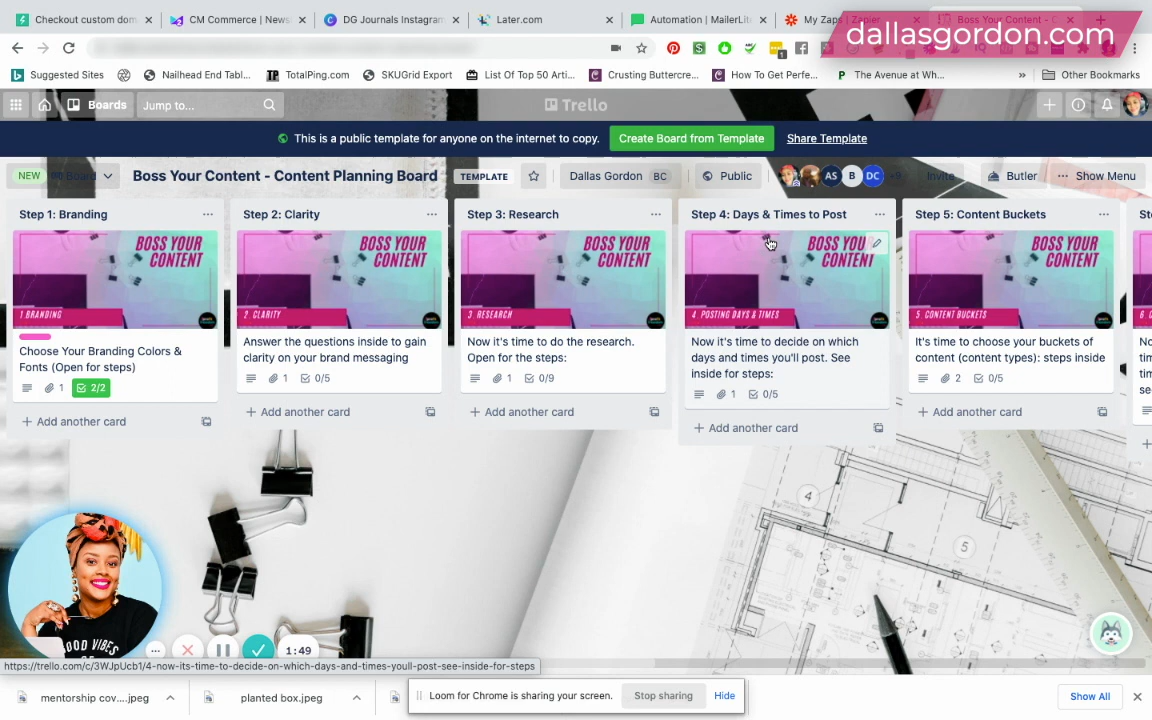 Checkout custom dom
CM Commerce | News
DG Journals Instagram
Later.com
Automation | MailerLite
My Zaps | Zapier
Boss Your Content - C
dallasgordon.com
Suggested Sites
Nailhead End Tabl...
TotalPing.com
SKUGrid Export
List Of Top 50 Arti...
Crusting Buttercre...
How To Get Perfe...
The Avenue at Wh...
»
Other Bookmarks
Boards
Jump to...
Trello
This is a public template for anyone on the internet to copy.
Create Board from Template
Share Template
NEW
Board
Boss Your Content - Content Planning Board
TEMPLATE
Dallas Gordon BC
Public
AS
B
DC
+9
Invite
Butler
Show Menu
Step 1: Branding
BOSS YOUR
CONTENT
1 BRANDING
Choose Your Branding Colors &
Fonts (Open for steps)
1
2/2
+ Add another card
Step 2: Clarity
BOSS YOUR
CONTENT
2 CLARITY
Answer the questions inside to gain
clarity on your brand messaging
1
0/5
+ Add another card
Step 3: Research
BOSS YOUR
CONTENT
3 RESEARCH
Now it's time to do the research.
Open for the steps:
1
0/9
+ Add another card
Step 4: Days & Times to Post
BOSS YOUR
CONTENT
4. POSTING DAYS & TIMES
Now it's time to decide on which
days and times you'll post. See
inside for steps:
1
0/5
+ Add another card
Step 5: Content Buckets
BOSS YOUR
CONTENT
5 CONTENT BUCKETS
It's time to choose your buckets of
content (content types): steps inside
2
0/5
+ Add another card
4
5
GOOD VIBES
1:49
https://trello.com/c/3WJpUcb1/4-now-its-time-to-decide-on-which-days-and-times-youll-post-see-inside-for-steps
mentorship cov....jpeg
planted box.jpeg
Loom for Chrome is sharing your screen.
Stop sharing
Hide
Show All